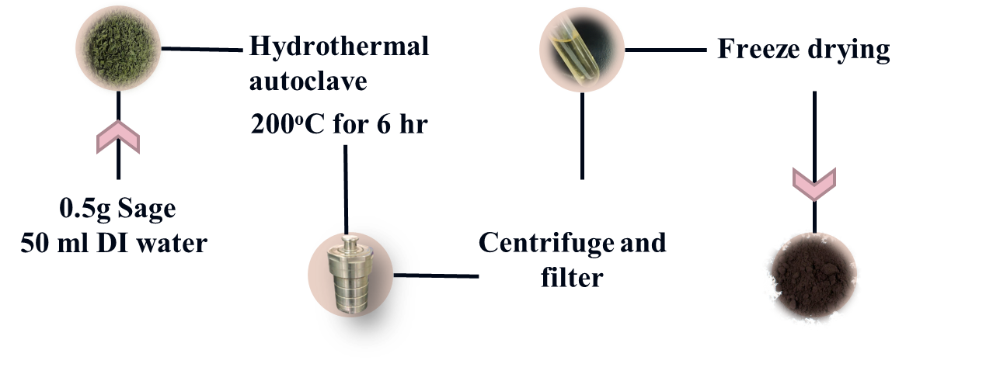 0.5g Sage
50 ml DI water
Hydrothermal
autoclave
200°C for 6 hr
Centrifuge and
filter
Freeze drying